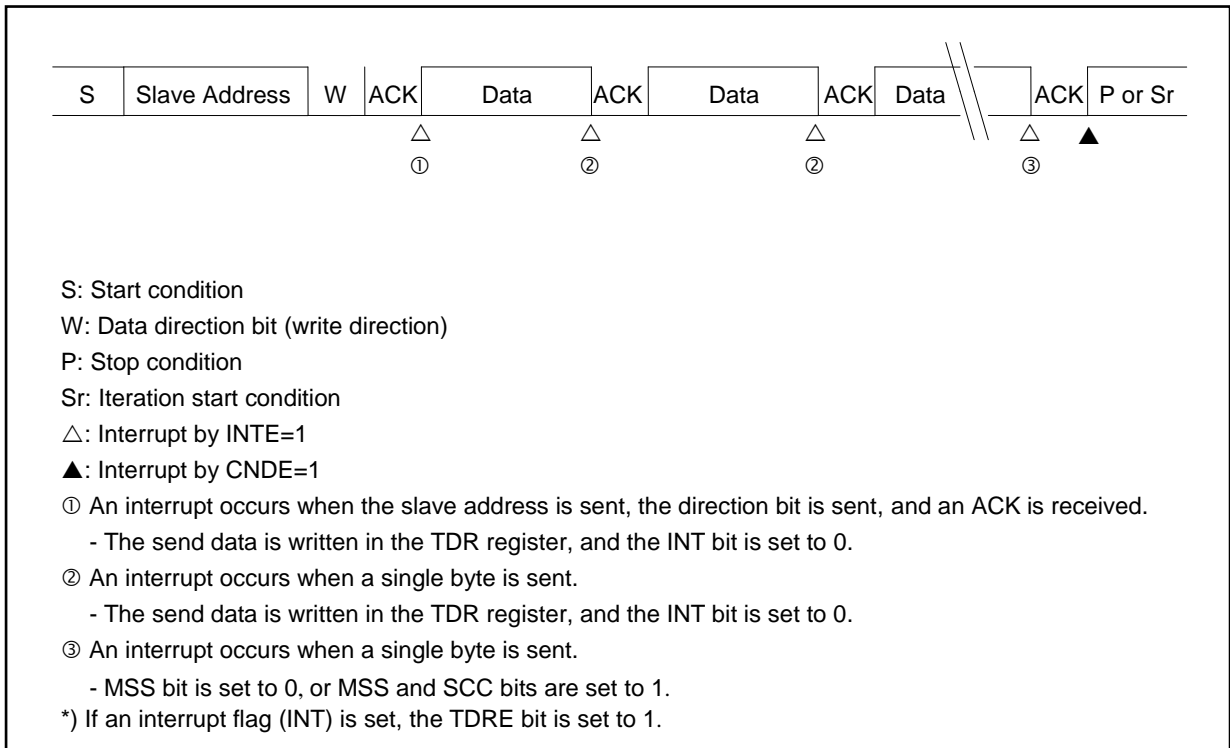 S Slave Address W ACK Data ACK Data ACK Data ACK P or Sr
△ △ △ △ ▲
① ② ② ③
S: Start condition
W: Data direction bit (write direction)
P: Stop condition
Sr: Iteration start condition
△: Interrupt by INTE=1
▲: Interrupt by CNDE=1
① An interrupt occurs when the slave address is sent, the direction bit is sent, and an ACK is received.
- The send data is written in the TDR register, and the INT bit is set to 0.
② An interrupt occurs when a single byte is sent.
- The send data is written in the TDR register, and the INT bit is set to 0.
③ An interrupt occurs when a single byte is sent.
- MSS bit is set to 0, or MSS and SCC bits are set to 1.
*) If an interrupt flag (INT) is set, the TDRE bit is set to 1.